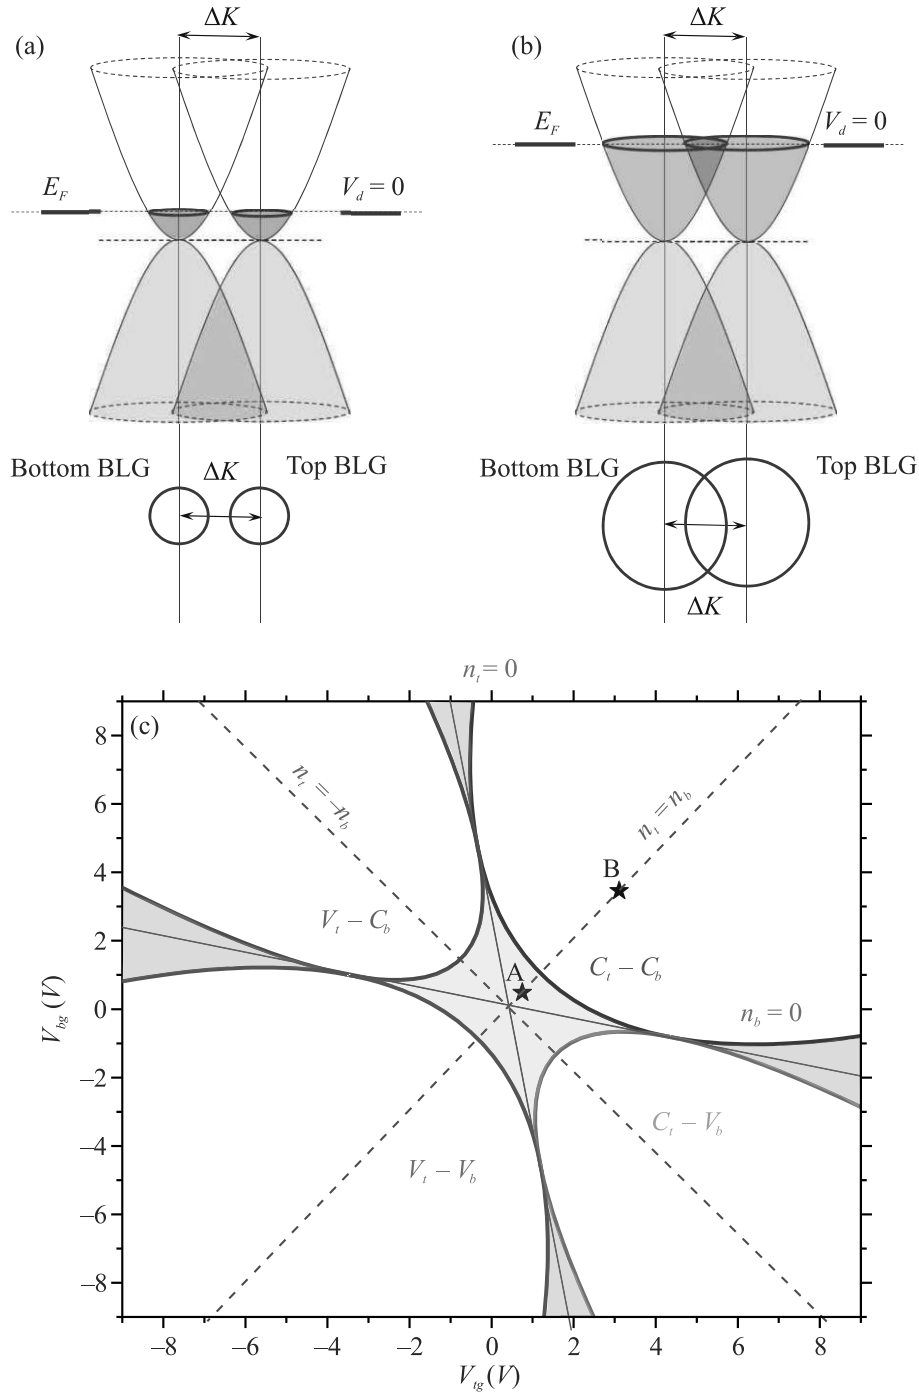 (a)
ΔK
E_F
V_d = 0
Bottom BLG
ΔK
Top BLG
(b)
ΔK
E_F
V_d = 0
Bottom BLG
Top BLG
ΔK
n_t = 0
(c)
n_t = –n_b
n_t = n_b
B
V_t – C_b
A
C_t – C_b
n_b = 0
C_t – V_b
V_t – V_b
8
6
4
2
0
–2
–4
–6
–8
V_bg (V)
–8 –6 –4 –2 0 2 4 6 8
V_tg (V)